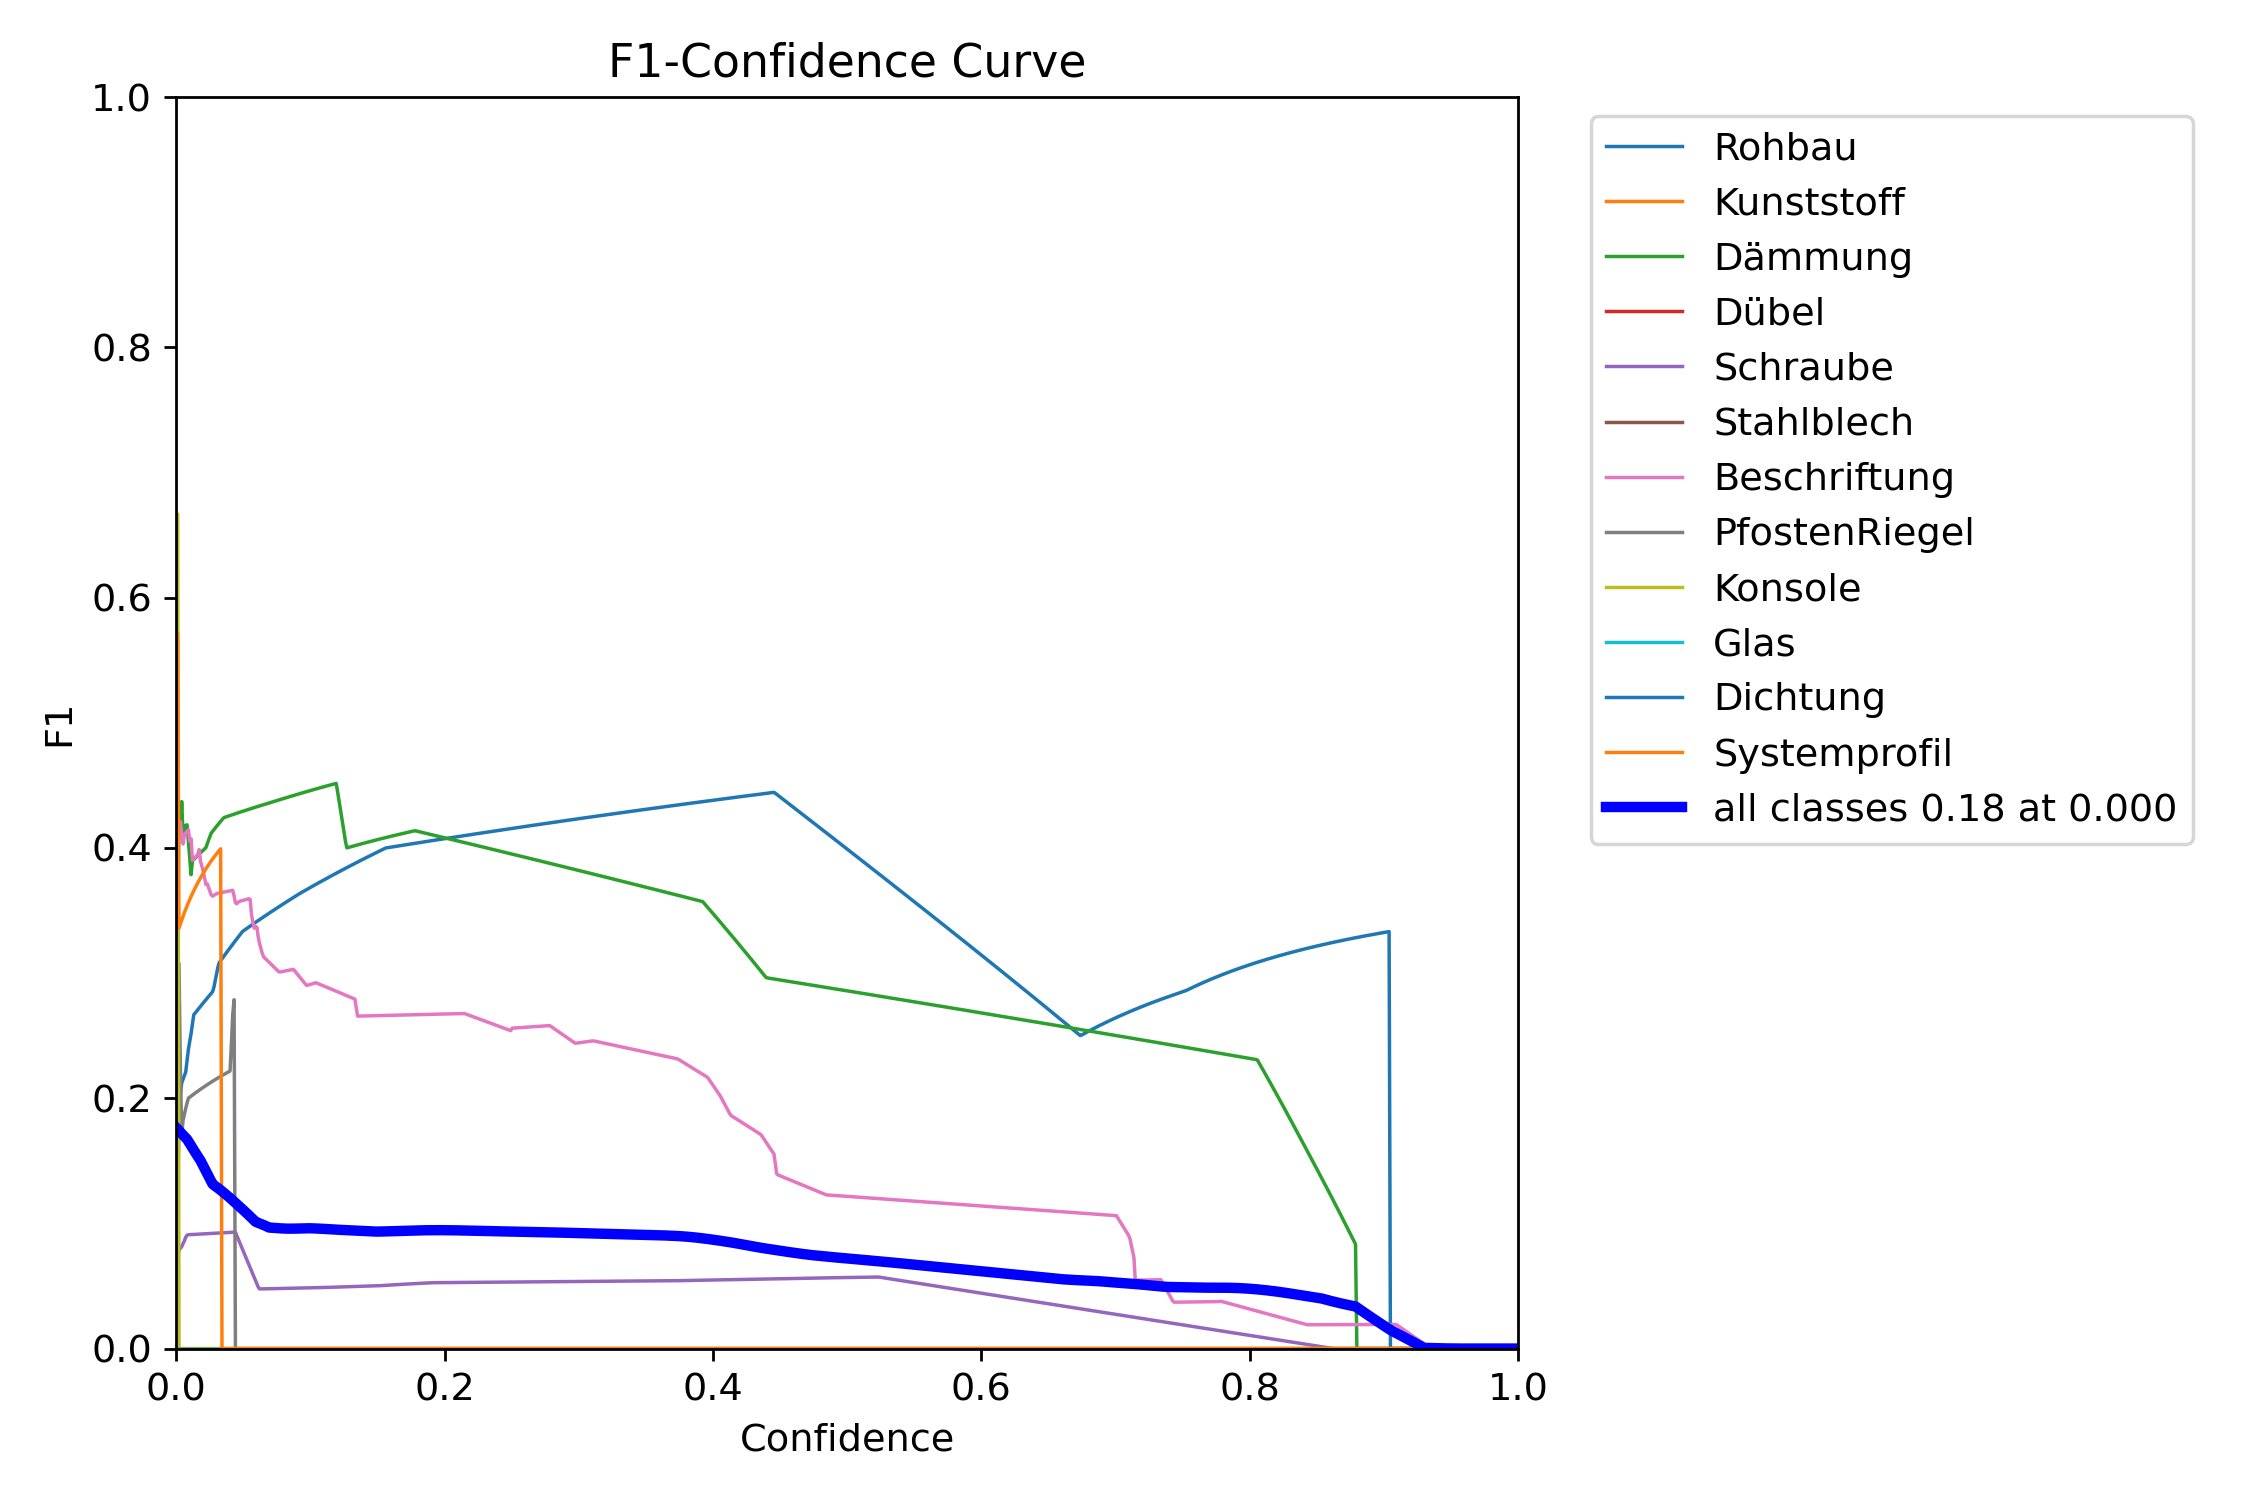 F1-Confidence Curve
1.0
0.8
0.6
0.4
0.2
0.0
F1
0.0 0.2 0.4 0.6 0.8 1.0
Confidence
Rohbau
Kunststoff
Dämmung
Dübel
Schraube
Stahlblech
Beschriftung
PfostenRiegel
Konsole
Glas
Dichtung
Systemprofil
all classes 0.18 at 0.000